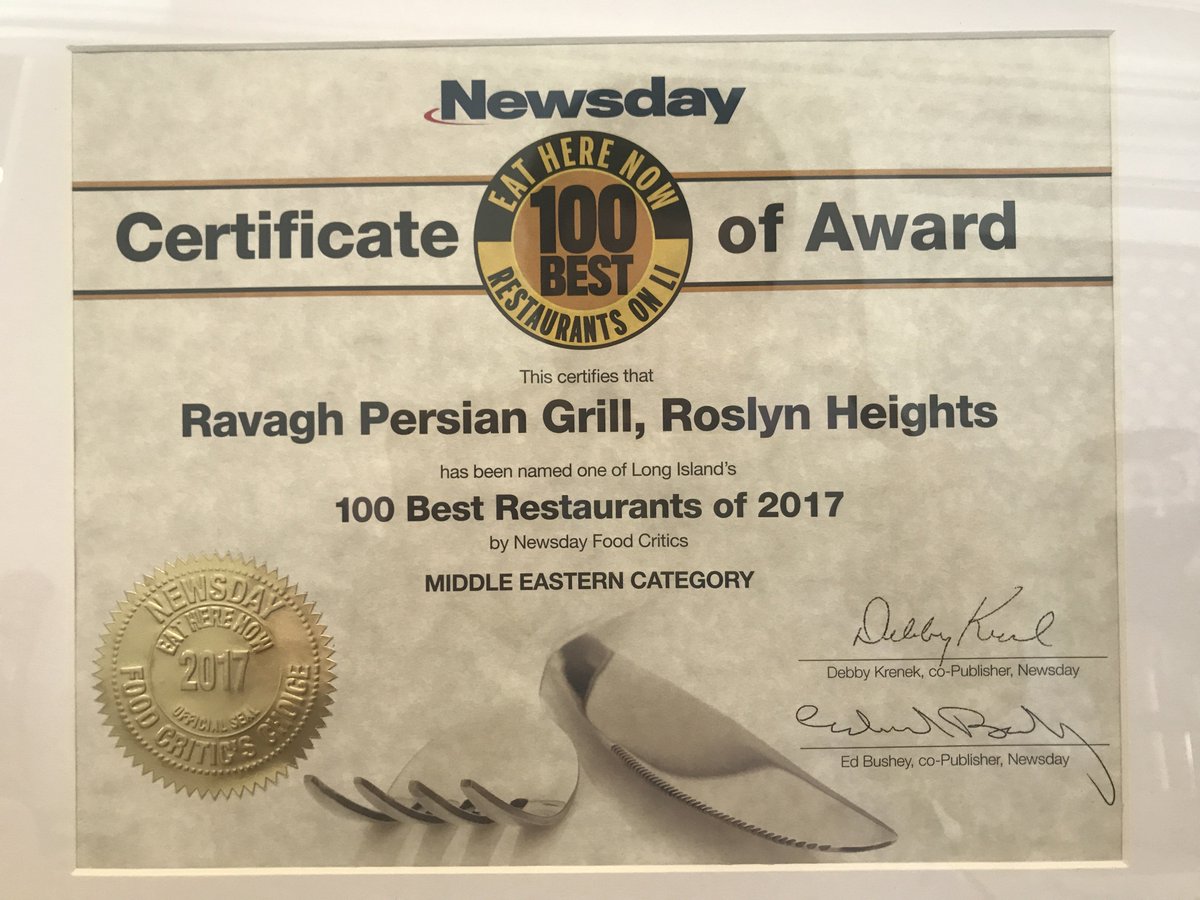 Newsday
EAT HERE NOW
100
BEST
RESTAURANTS ON LI
Certificate of Award
This certifies that
Ravagh Persian Grill, Roslyn Heights
has been named one of Long Island's
100 Best Restaurants of 2017
by Newsday Food Critics
MIDDLE EASTERN CATEGORY
NEWSDAY
EAT HERE NOW
2017
OFFICIAL SEAL
FOOD CRITIC'S CHOICE
Debby Krenek, co-Publisher, Newsday
Ed Bushey, co-Publisher, Newsday